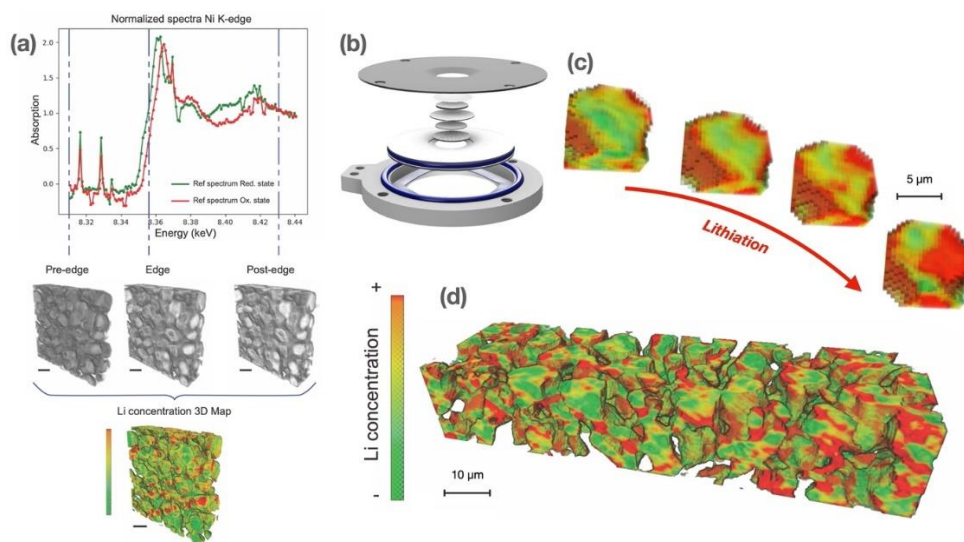 (a)
Normalized spectra Ni K-edge
2.0
1.5
1.0
0.5
0.0
Absorption
Ref spectrum Red. state
Ref spectrum Ox. state
8.32 8.34 8.36 8.38 8.40 8.42 8.44
Energy (keV)
Pre-edge Edge Post-edge
Li concentration 3D Map
(b)
(c)
5 µm
Lithiation
(d)
+
Li concentration
-
10 µm